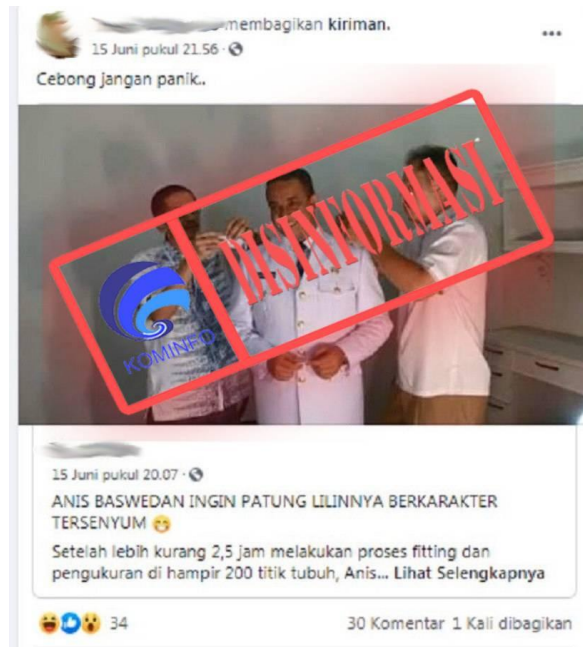 membagikan kiriman.
15 Juni pukul 21.56 ·
Cebong jangan panik..
DISINFORMASI
KOMINFO
15 Juni pukul 20.07 ·
ANIS BASWEDAN INGIN PATUNG LILINNYA BERKARAKTER
TERSENYUM 🤭
Setelah lebih kurang 2,5 jam melakukan proses fitting dan
pengukuran di hampir 200 titik tubuh, Anis... Lihat Selengkapnya
34
30 Komentar 1 Kali dibagikan